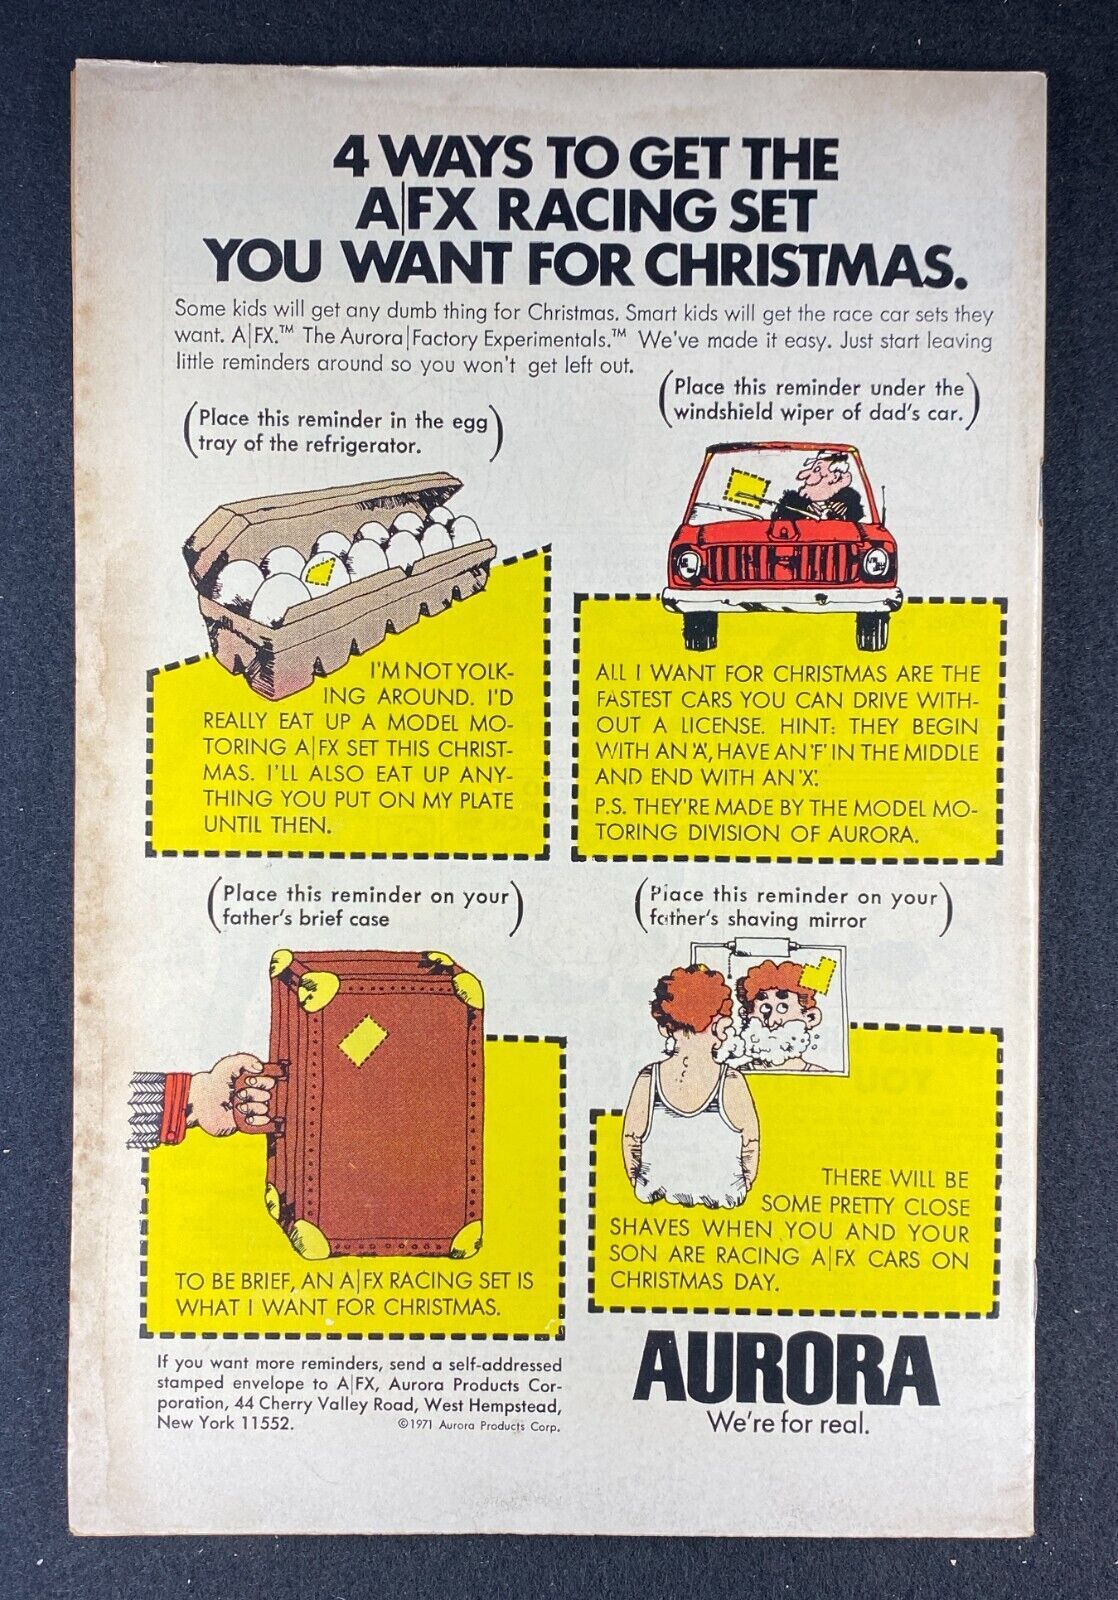 4 WAYS TO GET THE
A|FX RACING SET
YOU WANT FOR CHRISTMAS.
Some kids will get any dumb thing for Christmas. Smart kids will get the race car sets they
want. A|FX.™ The Aurora|Factory Experimentals.™ We've made it easy. Just start leaving
little reminders around so you won't get left out.
(Place this reminder in the egg
tray of the refrigerator.)
(Place this reminder under the
windshield wiper of dad's car.)
I'M NOT YOLK-
ING AROUND. I'D
REALLY EAT UP A MODEL MO-
TORING A|FX SET THIS CHRIST-
MAS. I'LL ALSO EAT UP ANY-
THING YOU PUT ON MY PLATE
UNTIL THEN.
ALL I WANT FOR CHRISTMAS ARE THE
FASTEST CARS YOU CAN DRIVE WITH-
OUT A LICENSE. HINT: THEY BEGIN
WITH AN 'A', HAVE AN 'F' IN THE MIDDLE
AND END WITH AN 'X'.
P.S. THEY'RE MADE BY THE MODEL MO-
TORING DIVISION OF AURORA.
(Place this reminder on your
father's brief case)
(Place this reminder on your
father's shaving mirror)
TO BE BRIEF, AN A|FX RACING SET IS
WHAT I WANT FOR CHRISTMAS.
THERE WILL BE
SOME PRETTY CLOSE
SHAVES WHEN YOU AND YOUR
SON ARE RACING A|FX CARS ON
CHRISTMAS DAY.
If you want more reminders, send a self-addressed
stamped envelope to A|FX, Aurora Products Cor-
poration, 44 Cherry Valley Road, West Hempstead,
New York 11552. ©1971 Aurora Products Corp.
AURORA
We're for real.